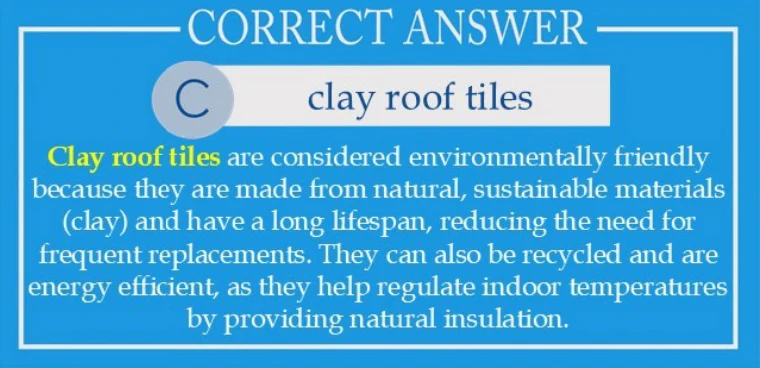 CORRECT ANSWER
C
clay roof tiles
Clay roof tiles are considered environmentally friendly
because they are made from natural, sustainable materials
(clay) and have a long lifespan, reducing the need for
frequent replacements. They can also be recycled and are
energy efficient, as they help regulate indoor temperatures
by providing natural insulation.